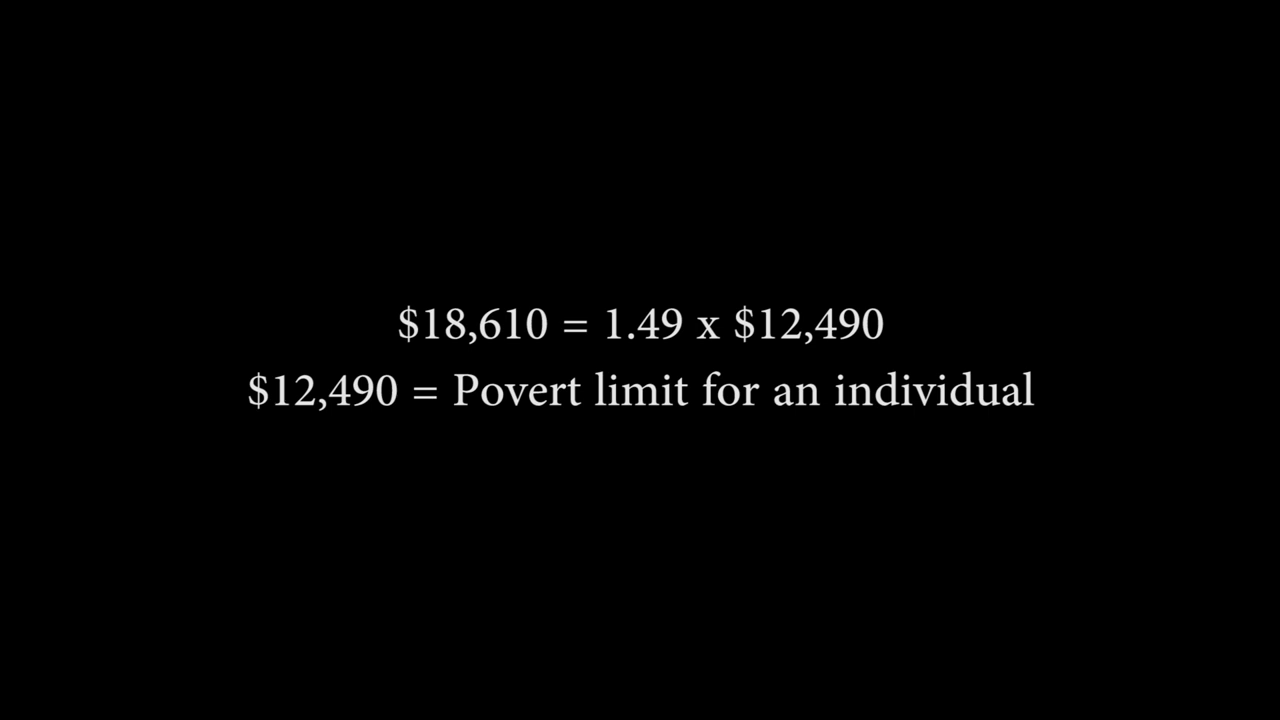 $18,610 = 1.49 x $12,490
$12,490 = Povert limit for an individual